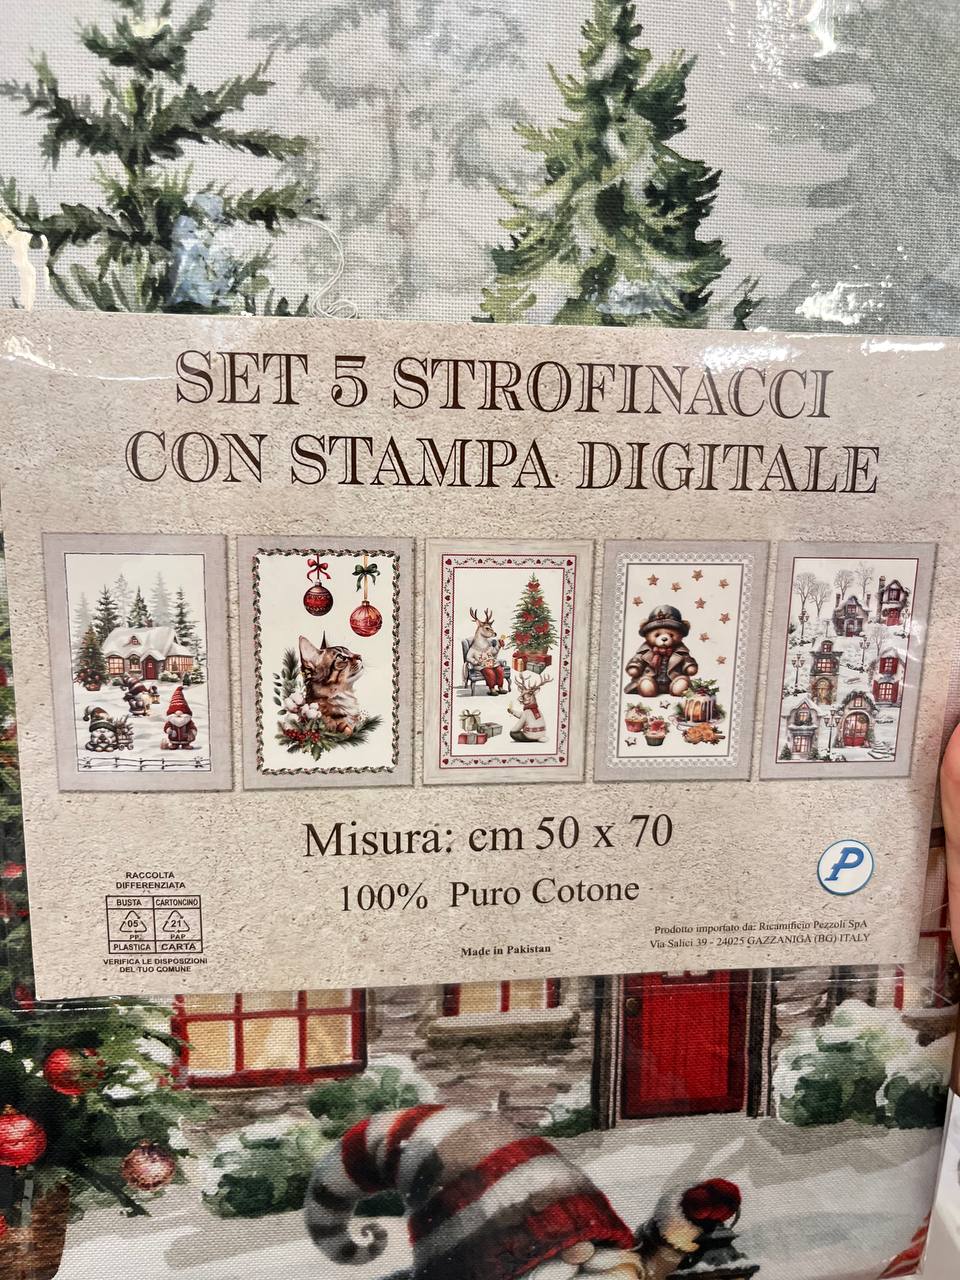 SET 5 STROFINACCI
CON STAMPA DIGITALE
Misura: cm 50 x 70
100% Puro Cotone
Made in Pakistan
RACCOLTA
DIFFERENZIATA
BUSTA CARTONCINO
05 21
PP PAP
PLASTICA CARTA
VERIFICA LE DISPOSIZIONI
DEL TUO COMUNE
P
Prodotto importato da: Ricamificio Pezzoli SpA
Via Salici 39 - 24025 GAZZANIGA (BG) ITALY